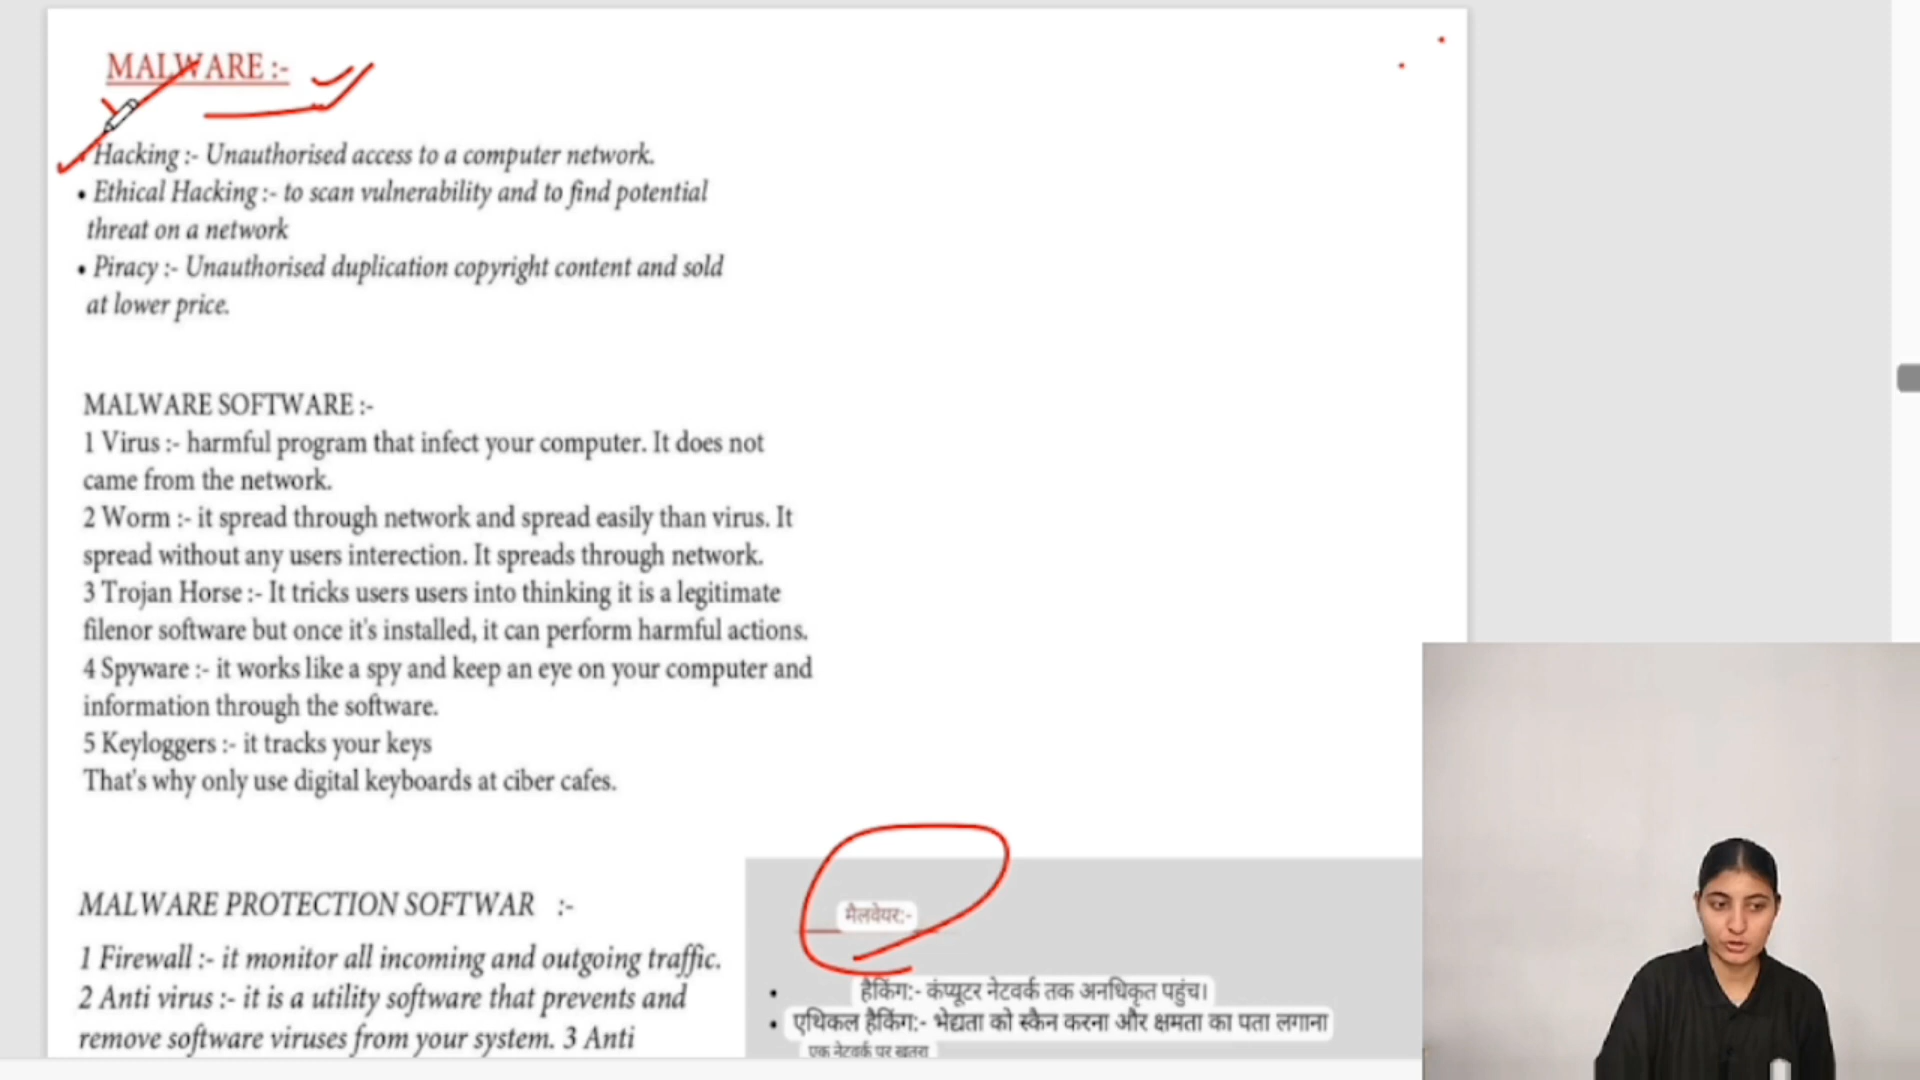 MALWARE :-
Hacking :- Unauthorised access to a computer network.
• Ethical Hacking :- to scan vulnerability and to find potential
threat on a network
• Piracy :- Unauthorised duplication copyright content and sold
at lower price.
MALWARE SOFTWARE :-
1 Virus :- harmful program that infect your computer. It does not
came from the network.
2 Worm :- it spread through network and spread easily than virus. It
spread without any users interection. It spreads through network.
3 Trojan Horse :- It tricks users users into thinking it is a legitimate
filenor software but once it's installed, it can perform harmful actions.
4 Spyware :- it works like a spy and keep an eye on your computer and
information through the software.
5 Keyloggers :- it tracks your keys
That's why only use digital keyboards at ciber cafes.
MALWARE PROTECTION SOFTWAR :-
1 Firewall :- it monitor all incoming and outgoing traffic.
2 Anti virus :- it is a utility software that prevents and
remove software viruses from your system. 3 Anti
मैलवेयर:-
• हैकिंग:- कंप्यूटर नेटवर्क तक अनधिकृत पहुंच।
• एथिकल हैकिंग:- भेद्यता को स्कैन करना और क्षमता का पता लगाना
एक नेटवर्क पर खतरा